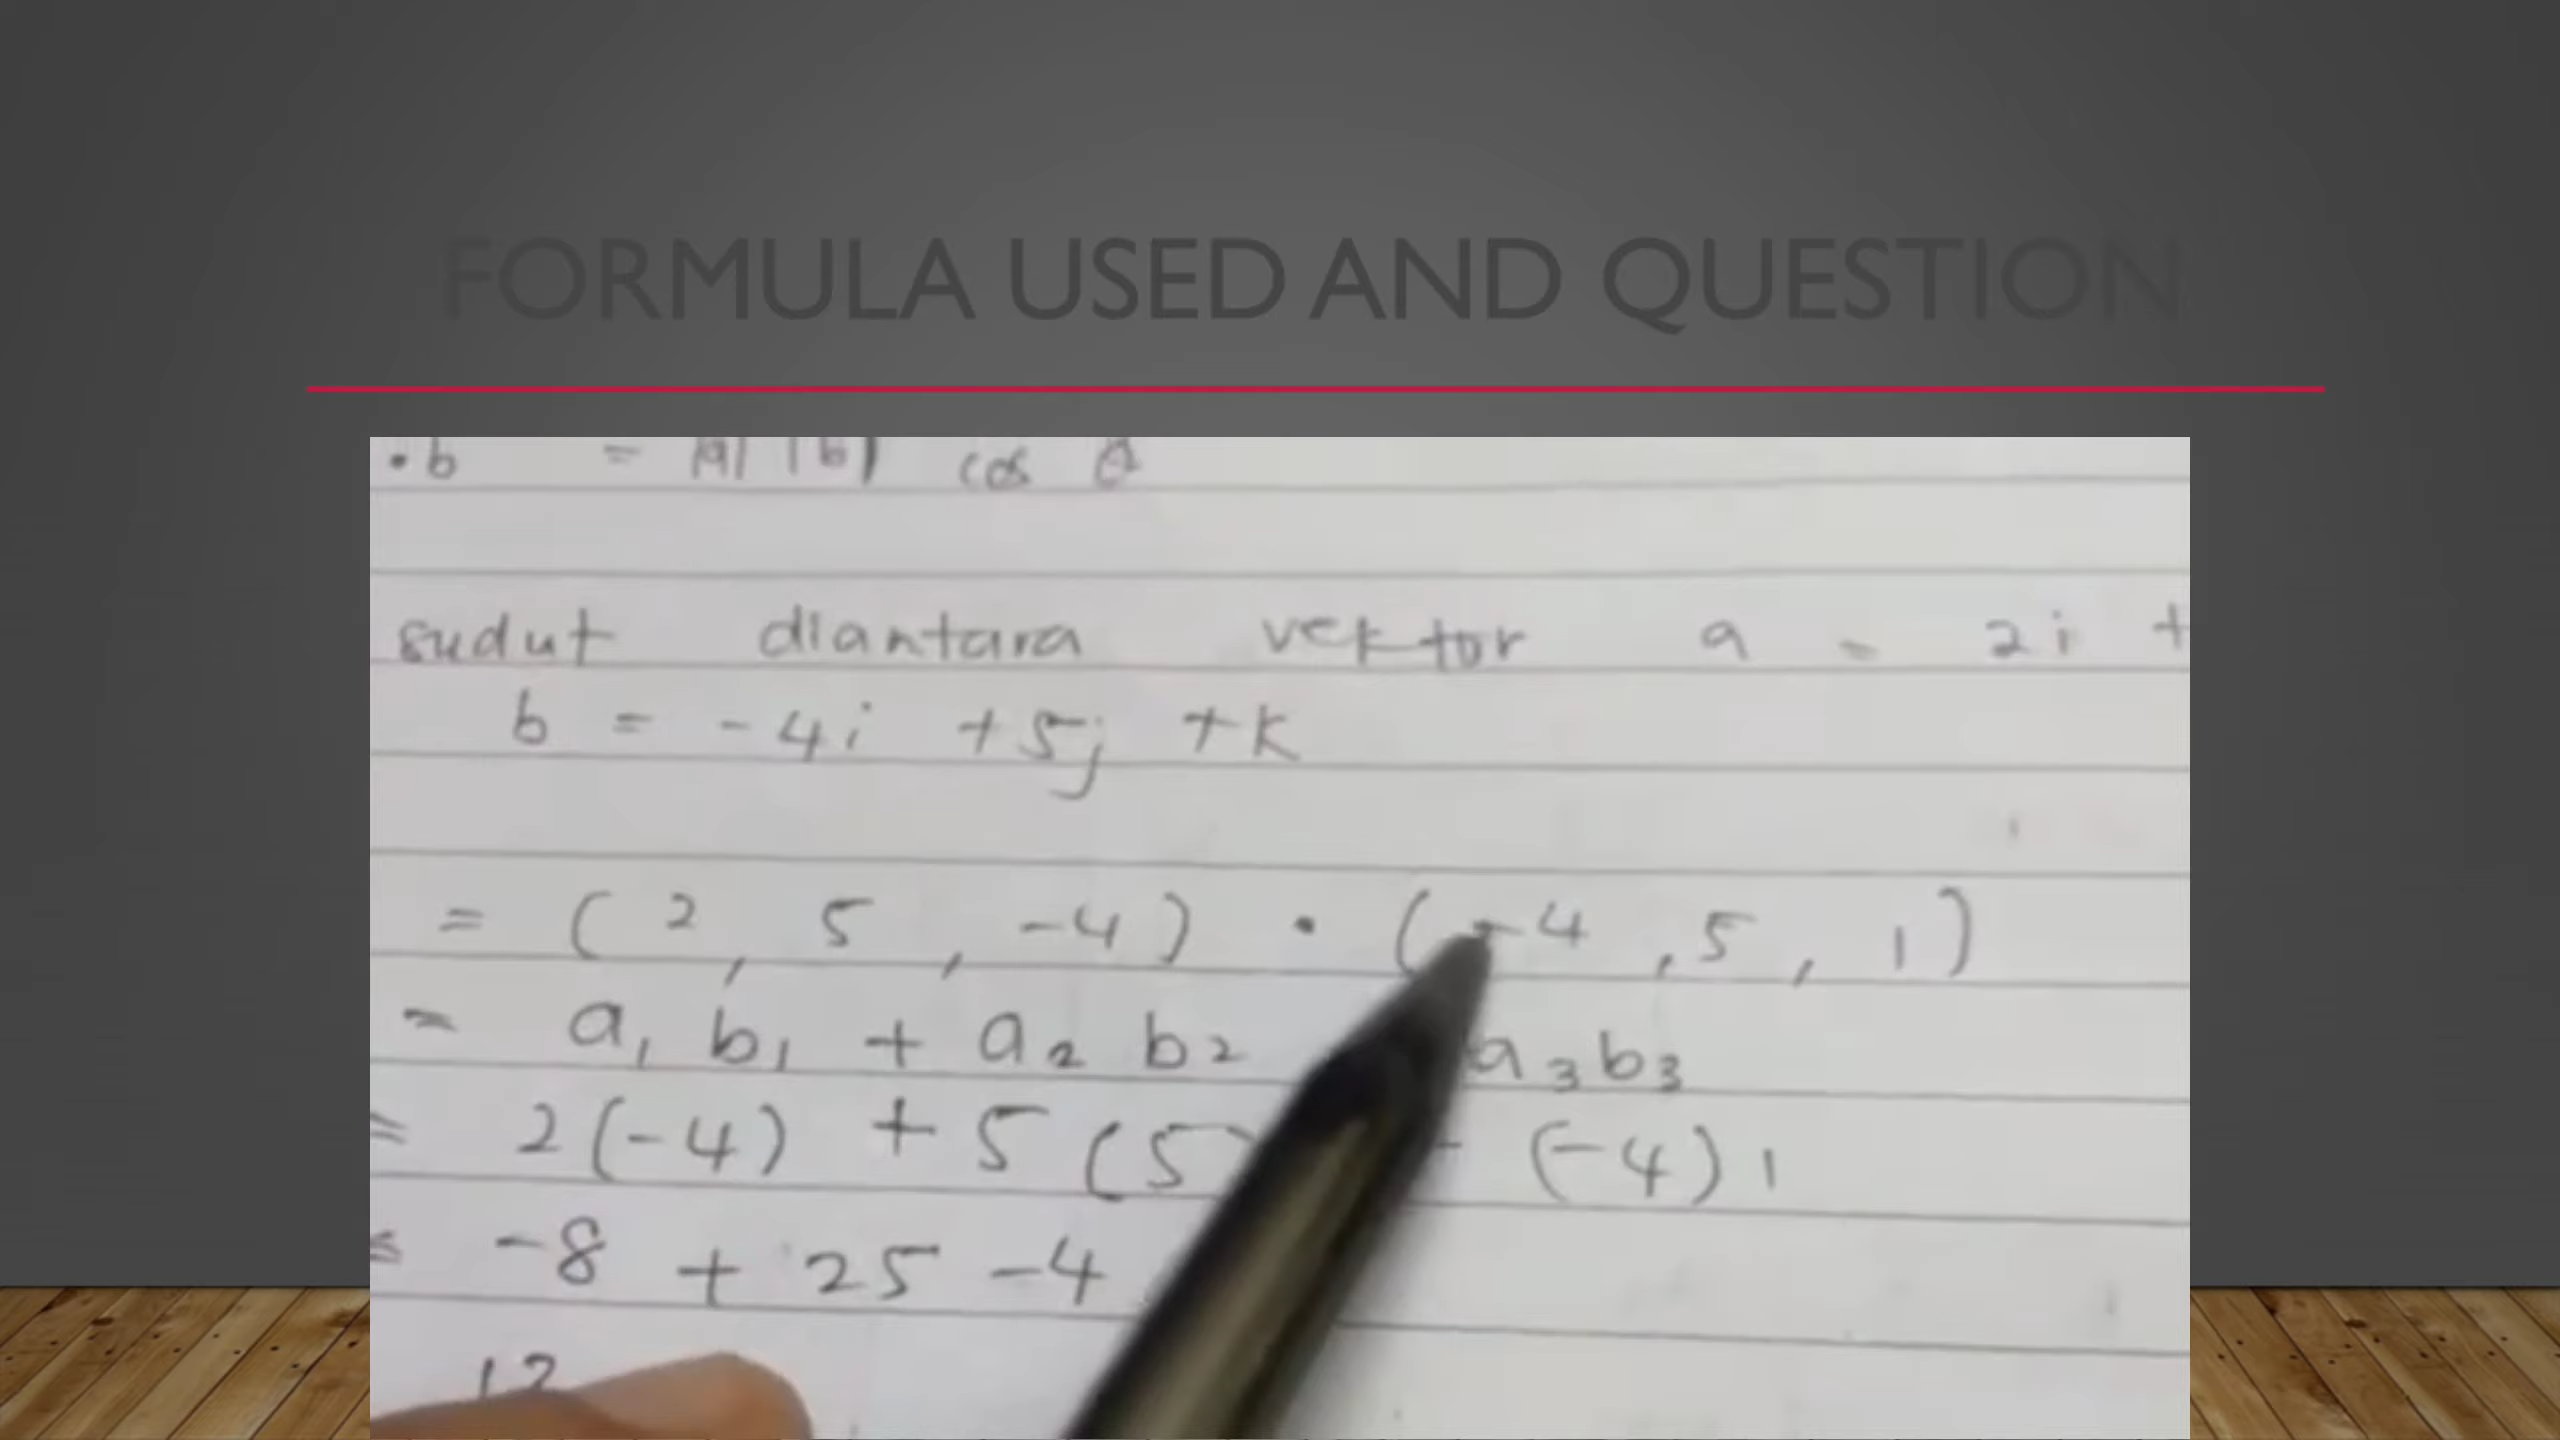 FORMULA USED AND QUESTION
·b = |a| |b| cos θ
sudut diantara vektor a = 2i +
b = -4i +5j +k
= (2, 5, -4) · (-4, 5, 1)
= a₁ b₁ + a₂ b₂ a₃b₃
= 2(-4) + 5(5) + (-4)1
= -8 + 25 -4